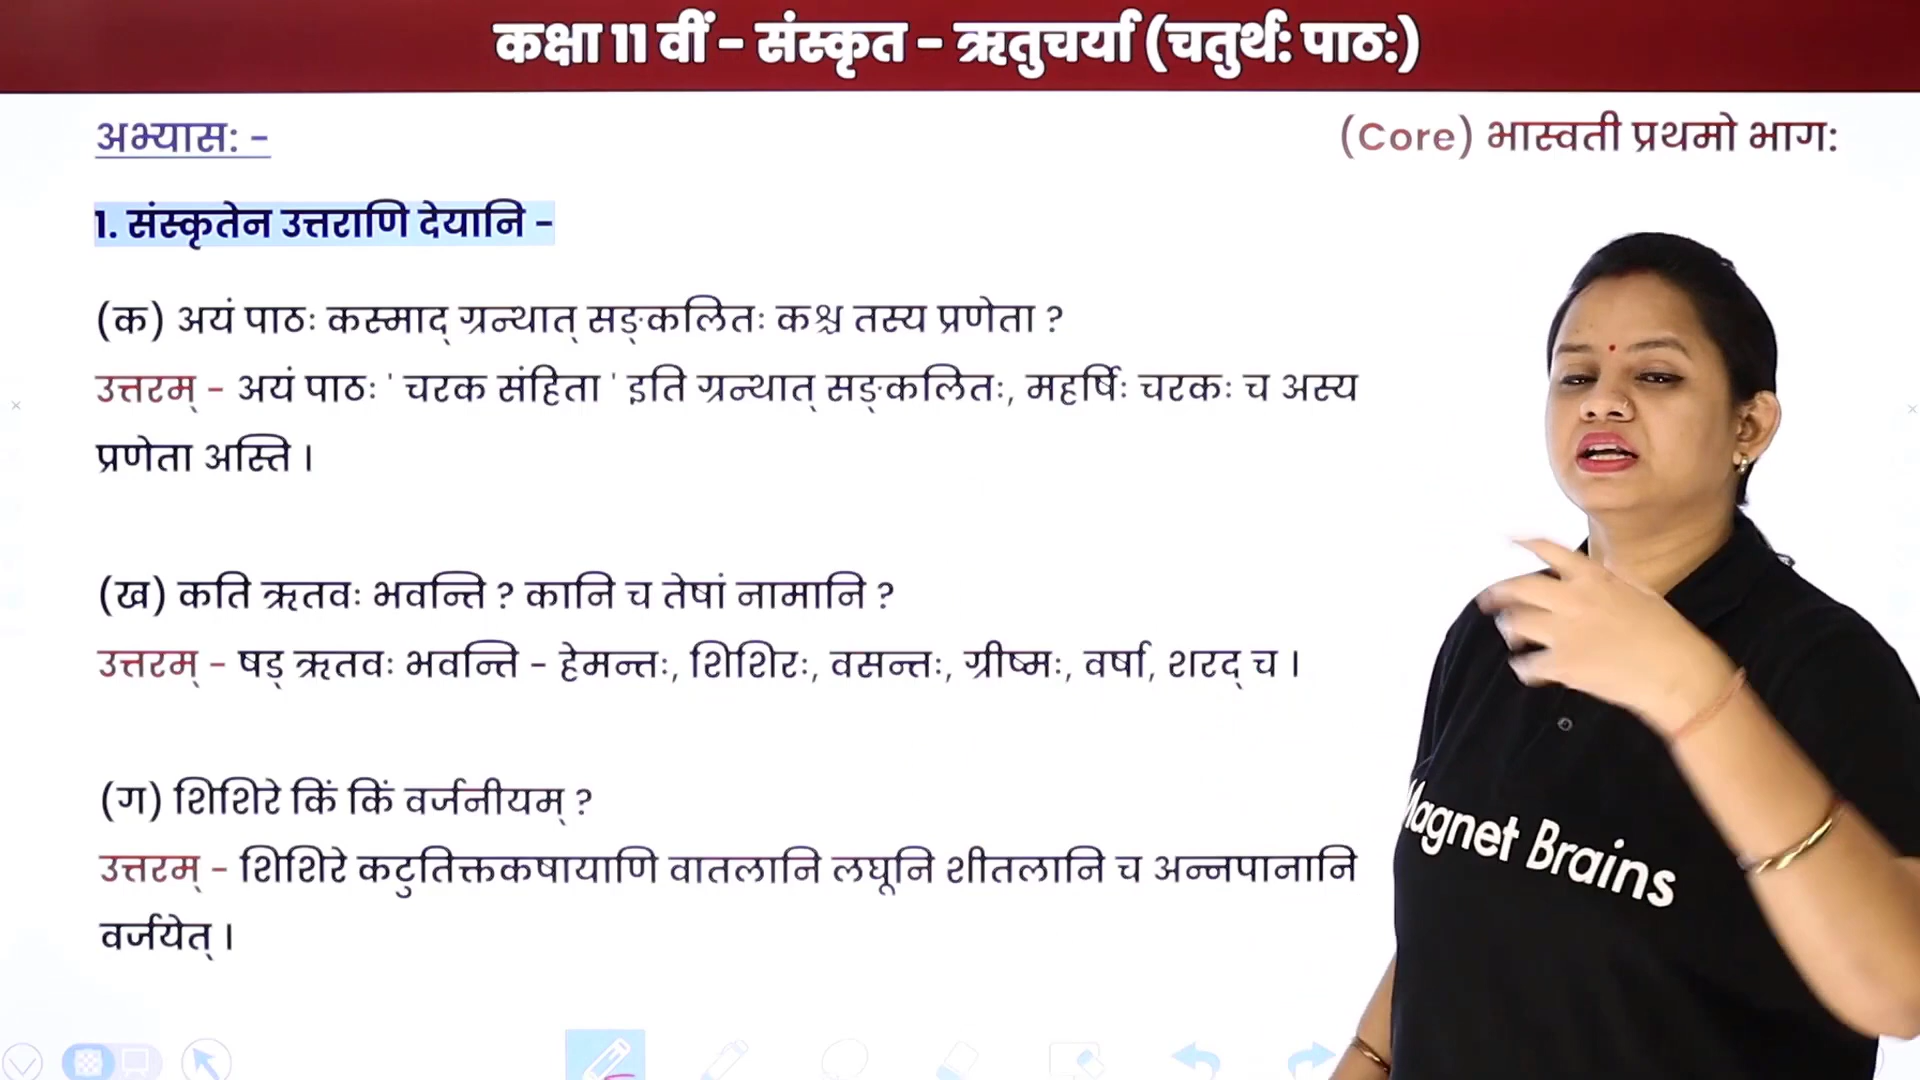 कक्षा 11 वीं - संस्कृत - ऋतुचर्या (चतुर्थ: पाठ:)
अभ्यास: -
(Core) भास्वती प्रथमो भाग:
1. संस्कृतेन उत्तराणि देयानि -
(क) अयं पाठः कस्माद् ग्रन्थात् सङ्कलितः कश्च तस्य प्रणेता ?
उत्तरम् - अयं पाठः ' चरक संहिता ' इति ग्रन्थात् सङ्कलितः, महर्षिः चरकः च अस्य
प्रणेता अस्ति ।
(ख) कति ऋतवः भवन्ति ? कानि च तेषां नामानि ?
उत्तरम् - षड् ऋतवः भवन्ति - हेमन्तः, शिशिरः, वसन्तः, ग्रीष्मः, वर्षा, शरद् च ।
(ग) शिशिरे किं किं वर्जनीयम् ?
उत्तरम् - शिशिरे कटुतिक्तकषायाणि वातलानि लघूनि शीतलानि च अन्नपानानि
वर्जयेत् ।
Magnet Brains